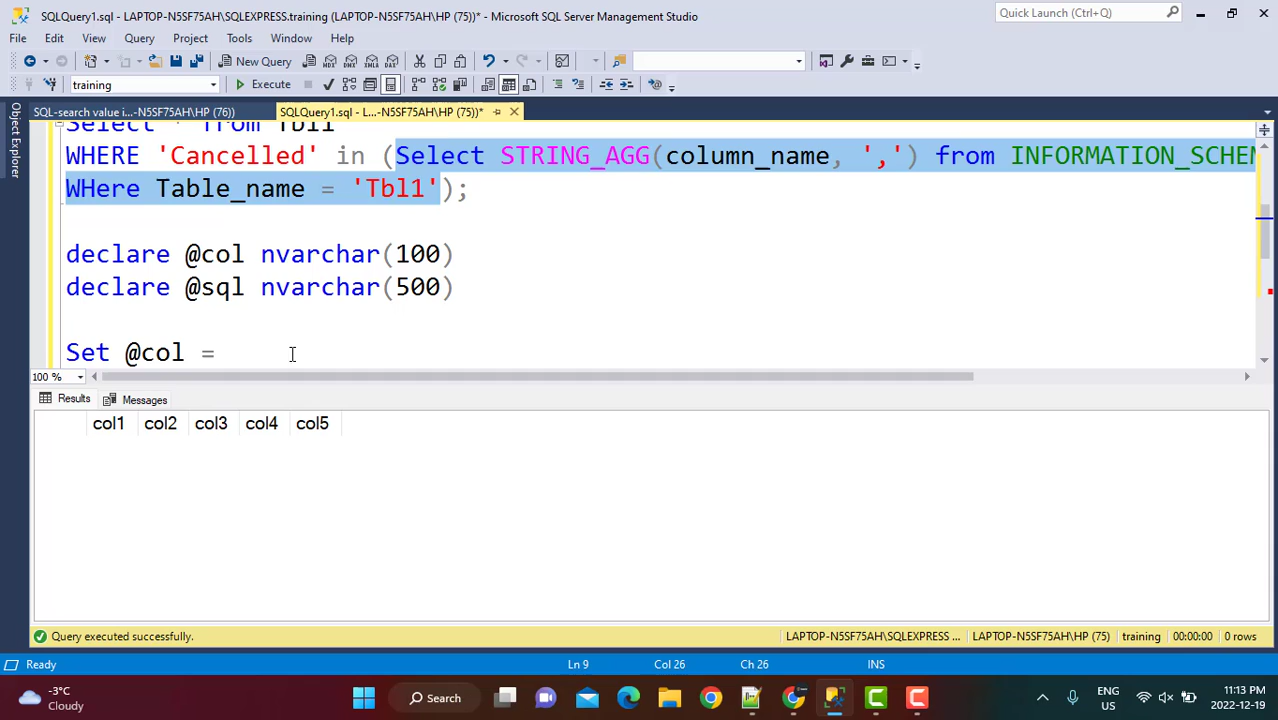 SQLQuery1.sql - LAPTOP-N5SF75AH\SQLEXPRESS.training (LAPTOP-N5SF75AH\HP (75))* - Microsoft SQL Server Management Studio
Quick Launch (Ctrl+Q)
File Edit View Query Project Tools Window Help
New Query
training
Execute
SQL-search value i...-N5SF75AH\HP (76))
SQLQuery1.sql - L...-N5SF75AH\HP (75))*
Object Explorer
Select * from Tbl1
WHERE 'Cancelled' in (Select STRING_AGG(column_name, ',') from INFORMATION_SCHEM
WHere Table_name = 'Tbl1');
declare @col nvarchar(100)
declare @sql nvarchar(500)
Set @col =
100 %
Results Messages
col1 col2 col3 col4 col5
Query executed successfully.
LAPTOP-N5SF75AH\SQLEXPRESS ... LAPTOP-N5SF75AH\HP (75) training 00:00:00 0 rows
Ready
Ln 9 Col 26 Ch 26 INS
-3°C
Cloudy
Search
ENG
US
11:13 PM
2022-12-19